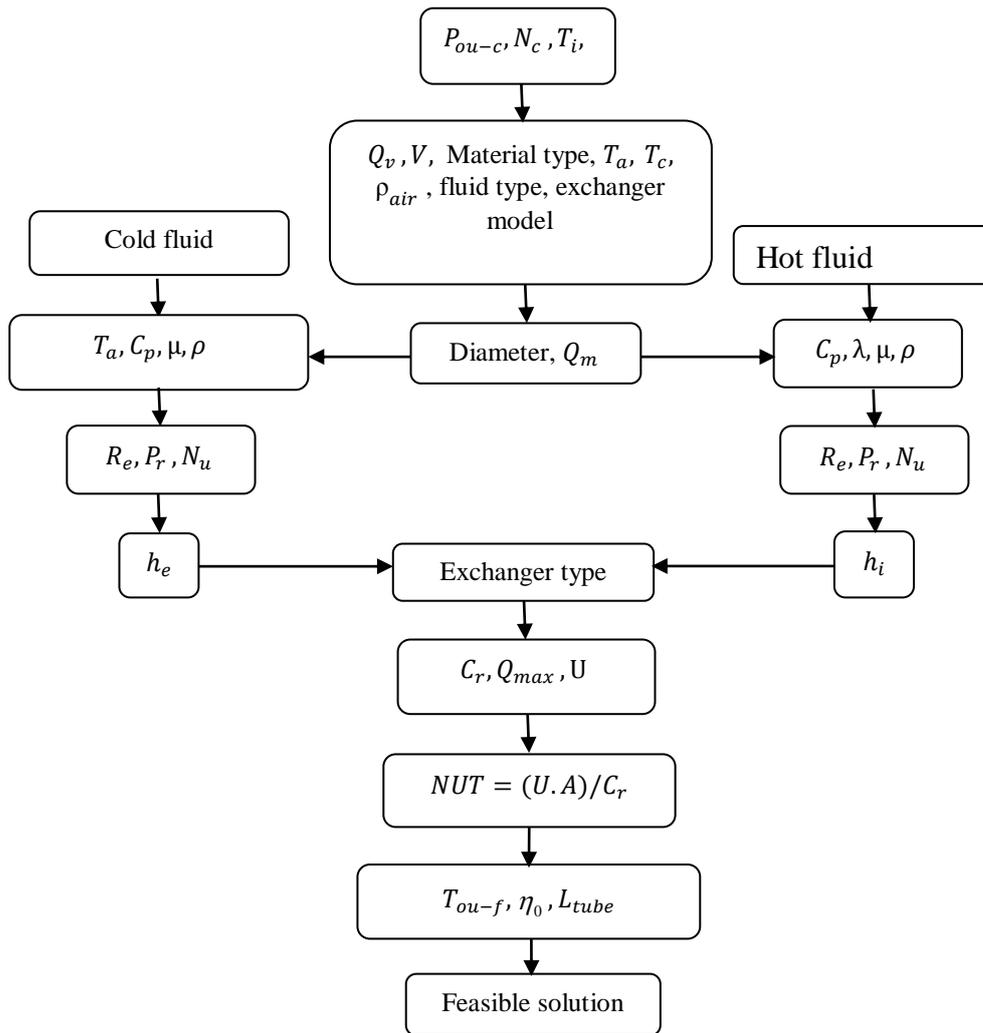 P_{ou-c}, N_c , T_i,
Q_v , V, Material type, T_a, T_c,
ρ_{air} , fluid type, exchanger
model
Cold fluid
Hot fluid
T_a, C_p, μ, ρ
Diameter, Q_m
C_p, λ, μ, ρ
R_e, P_r , N_u
R_e, P_r , N_u
h_e
Exchanger type
h_i
C_r, Q_{max} , U
NUT = (U. A)/C_r
T_{ou-f}, η_0 , L_{tube}
Feasible solution